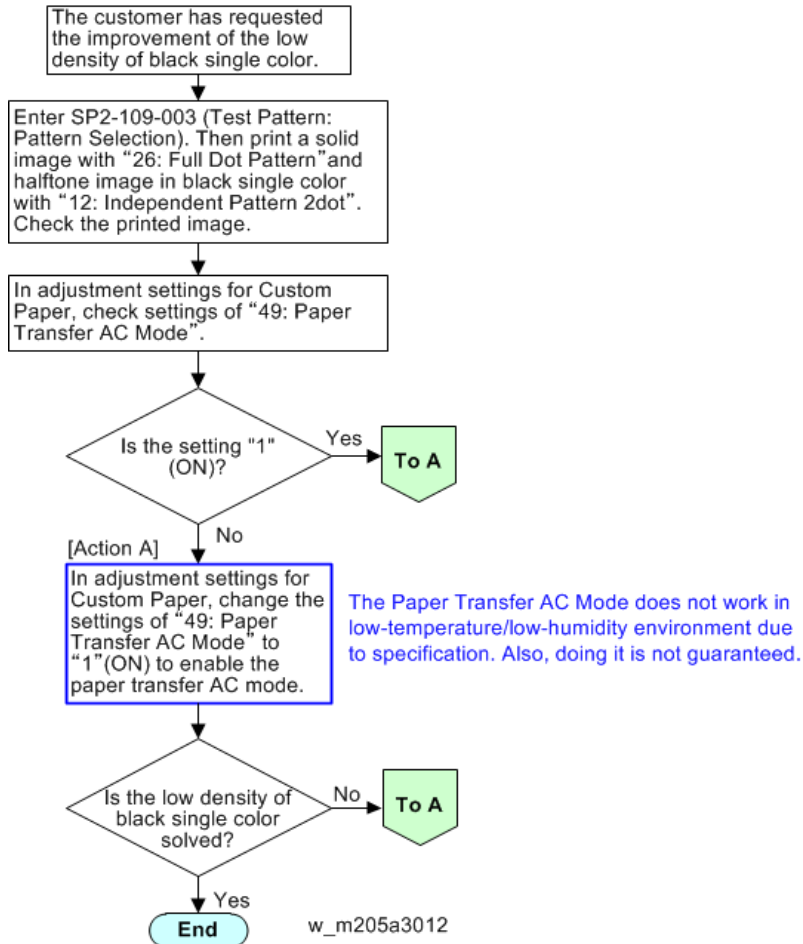 The customer has requested
the improvement of the low
density of black single color.
Enter SP2-109-003 (Test Pattern:
Pattern Selection). Then print a solid
image with “26: Full Dot Pattern”and
halftone image in black single color
with “12: Independent Pattern 2dot”.
Check the printed image.
In adjustment settings for Custom
Paper, check settings of “49: Paper
Transfer AC Mode”.
Is the setting "1"
(ON)?
Yes
To A
No
[Action A]
In adjustment settings for
Custom Paper, change the
settings of “49: Paper
Transfer AC Mode” to
“1”(ON) to enable the
paper transfer AC mode.
The Paper Transfer AC Mode does not work in
low-temperature/low-humidity environment due
to specification. Also, doing it is not guaranteed.
Is the low density of
black single color
solved?
No
To A
Yes
End
w_m205a3012